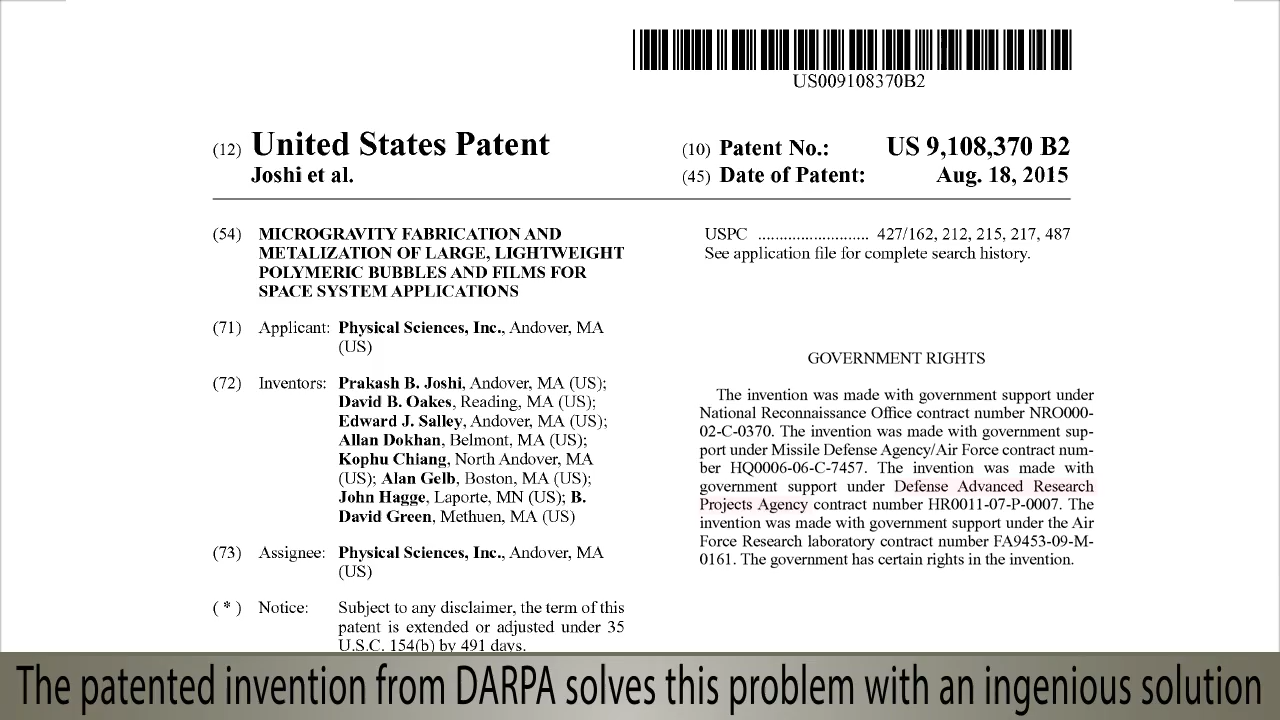 US009108370B2
(12) United States Patent
Joshi et al.
(10) Patent No.: US 9,108,370 B2
(45) Date of Patent: Aug. 18, 2015
(54) MICROGRAVITY FABRICATION AND
METALIZATION OF LARGE, LIGHTWEIGHT
POLYMERIC BUBBLES AND FILMS FOR
SPACE SYSTEM APPLICATIONS
(71) Applicant: Physical Sciences, Inc., Andover, MA
(US)
(72) Inventors: Prakash B. Joshi, Andover, MA (US);
David B. Oakes, Reading, MA (US);
Edward J. Salley, Andover, MA (US);
Allan Dokhan, Belmont, MA (US);
Kophu Chiang, North Andover, MA
(US); Alan Gelb, Boston, MA (US);
John Hagge, Laporte, MN (US); B.
David Green, Methuen, MA (US)
(73) Assignee: Physical Sciences, Inc., Andover, MA
(US)
( * ) Notice: Subject to any disclaimer, the term of this
patent is extended or adjusted under 35
U.S.C. 154(b) by 491 days.
USPC .......................... 427/162, 212, 215, 217, 487
See application file for complete search history.
GOVERNMENT RIGHTS
The invention was made with government support under
National Reconnaissance Office contract number NRO000-
02-C-0370. The invention was made with government sup-
port under Missile Defense Agency/Air Force contract num-
ber HQ0006-06-C-7457. The invention was made with
government support under Defense Advanced Research
Projects Agency contract number HR0011-07-P-0007. The
invention was made with government support under the Air
Force Research laboratory contract number FA9453-09-M-
0161. The government has certain rights in the invention.
The patented invention from DARPA solves this problem with an ingenious solution